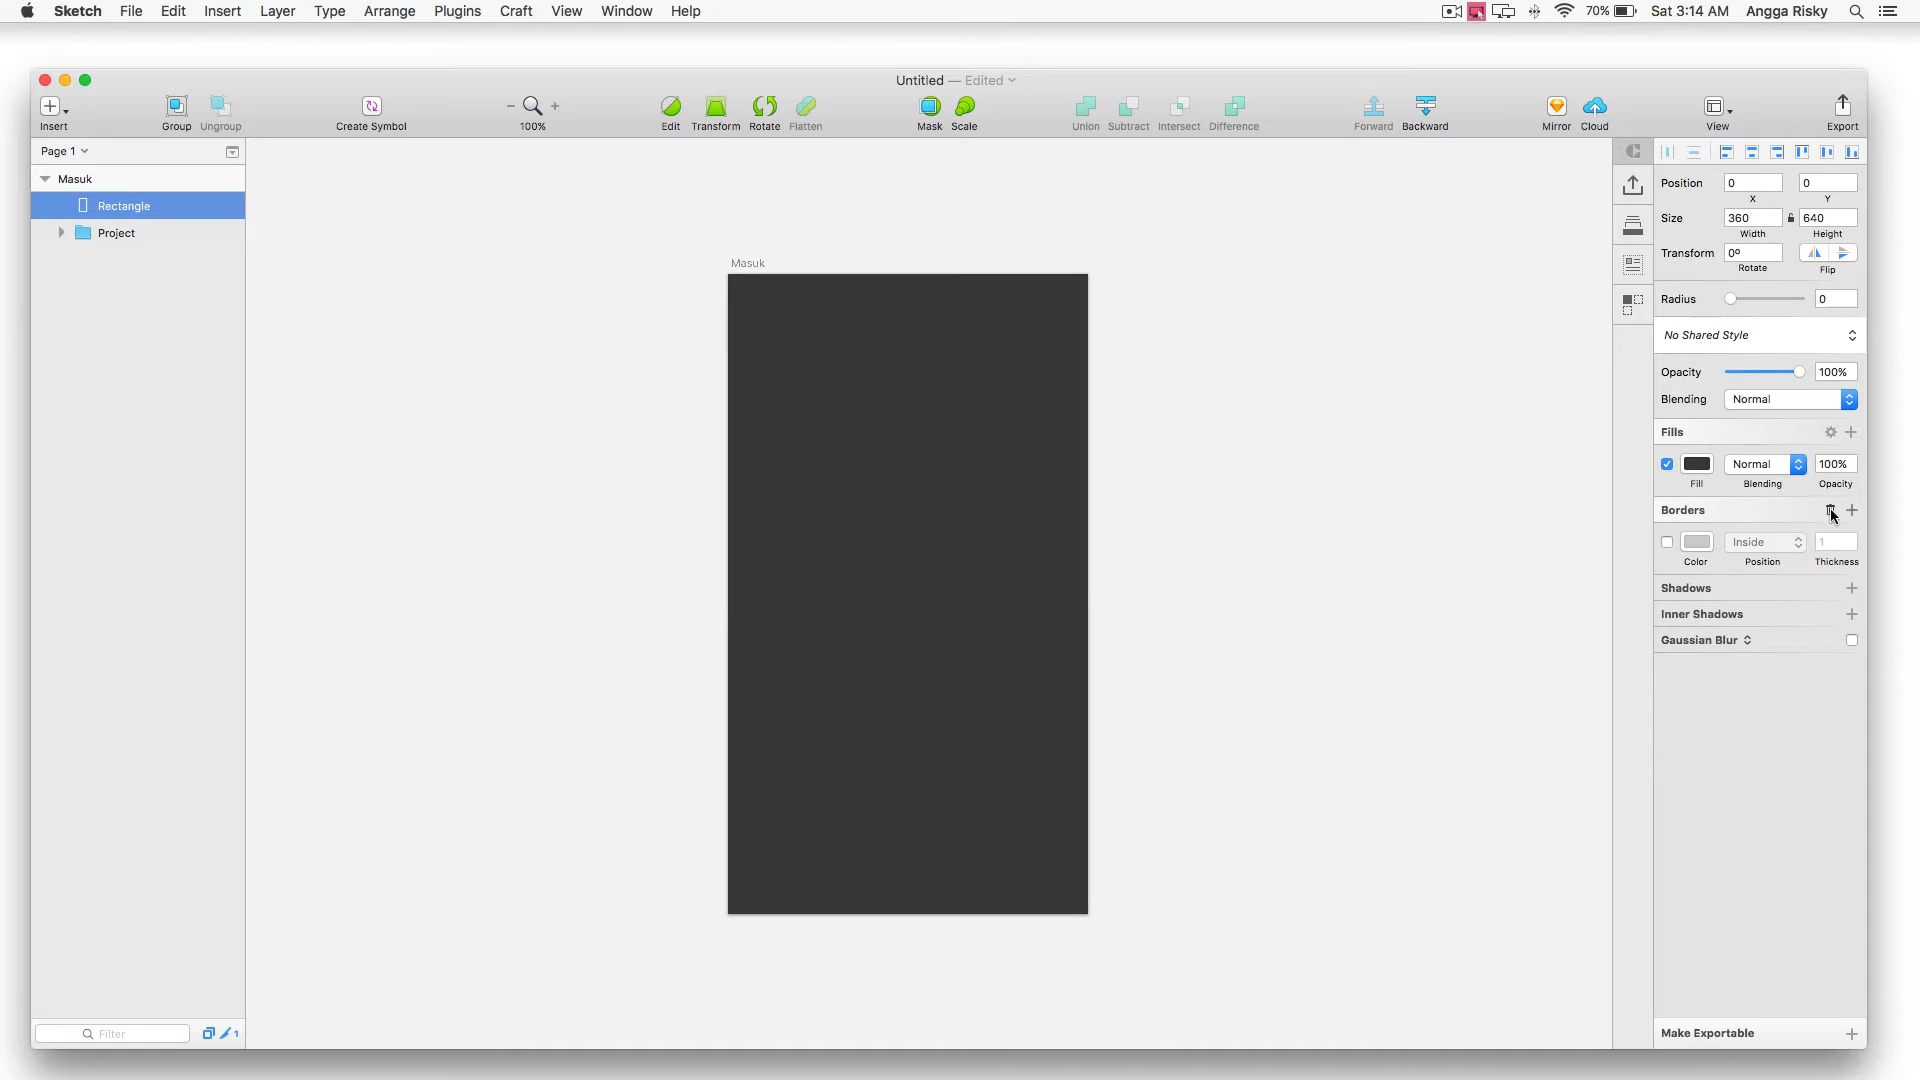 Sketch File Edit Insert Layer Type Arrange Plugins Craft View Window Help 70% Sat 3:14 AM Angga Risky
Untitled — Edited
Insert Group Ungroup Create Symbol 100% Edit Transform Rotate Flatten Mask Scale Union Subtract Intersect Difference Forward Backward Mirror Cloud View Export
Page 1
Masuk
Rectangle
Project
Filter 1
Masuk
Position 0 0
X Y
Size 360 640
Width Height
Transform 0º
Rotate Flip
Radius 0
No Shared Style
Opacity 100%
Blending Normal
Fills
Normal 100%
Fill Blending Opacity
Borders
Inside 1
Color Position Thickness
Shadows
Inner Shadows
Gaussian Blur
Make Exportable